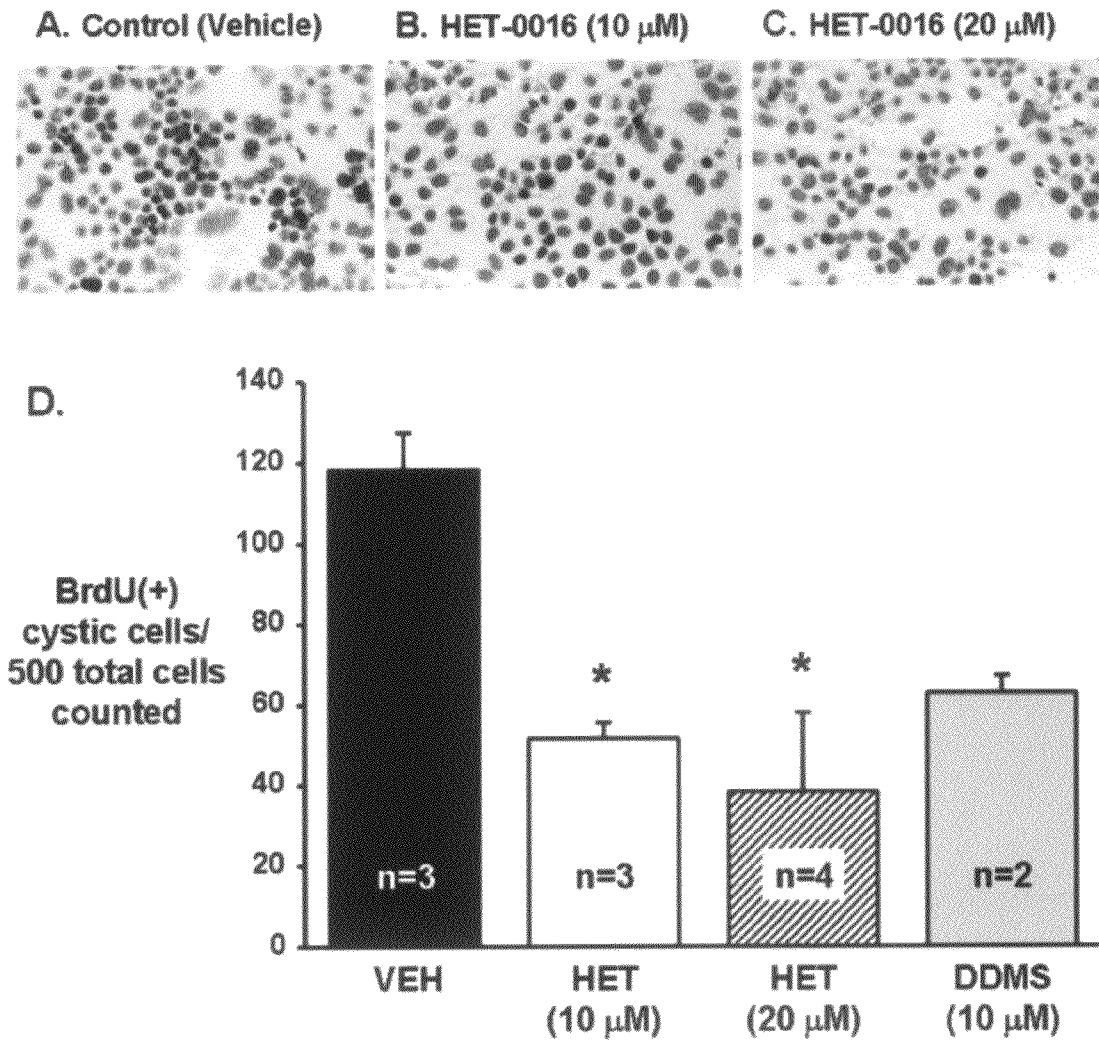 A. Control (Vehicle)
B. HET-0016 (10 µM)
C. HET-0016 (20 µM)
D.
140
120
100
80
60
40
20
0
BrdU(+)
cystic cells/
500 total cells
counted
*
*
n=3
n=3
n=4
n=2
VEH
HET
(10 µM)
HET
(20 µM)
DDMS
(10 µM)